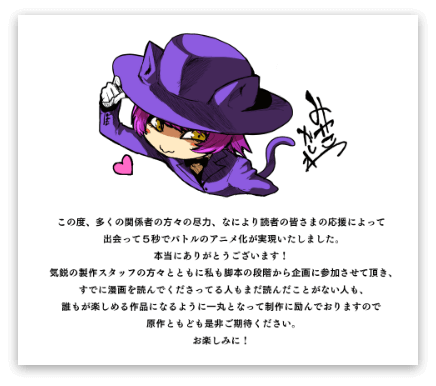 この度、多くの関係者の方々の尽力、なにより読者の皆さまの応援によって
出会って５秒でバトルのアニメ化が実現いたしました。
本当にありがとうございます！
気鋭の製作スタッフの方々とともに私も脚本の段階から企画に参加させて頂き、
すでに漫画を読んでくださってる人もまだ読んだことがない人も、
誰もが楽しめる作品になるように一丸となって制作に励んでおりますので
原作ともども是非ご期待ください。
お楽しみに！